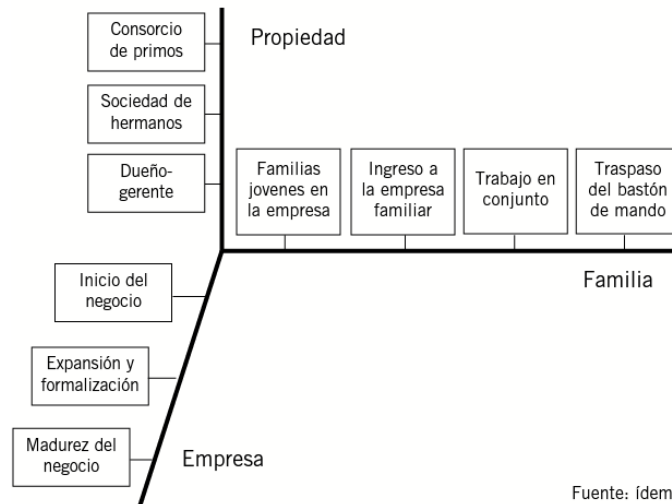 Consorcio
de primos
Propiedad
Sociedad de
hermanos
Dueño-
gerente
Familias
jovenes en
la empresa
Ingreso a
la empresa
familiar
Trabajo en
conjunto
Traspaso
del bastón
de mando
Familia
Inicio del
negocio
Expansión y
formalización
Madurez del
negocio
Empresa
Fuente: ídem